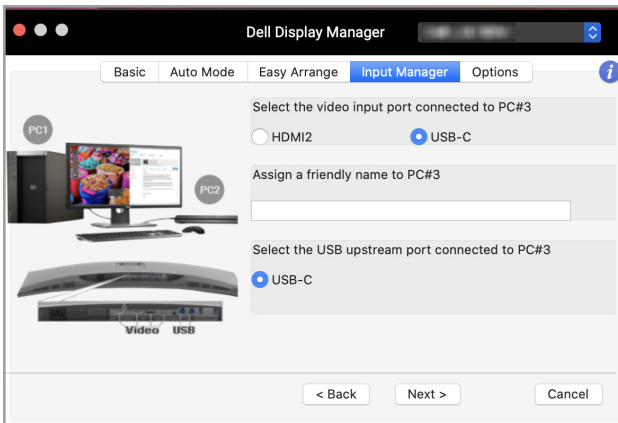 Dell Display Manager
Basic Auto Mode Easy Arrange Input Manager Options
i
Select the video input port connected to PC#3
HDMI2 USB-C
Assign a friendly name to PC#3
Select the USB upstream port connected to PC#3
USB-C
PC1
PC2
Video USB
< Back Next > Cancel